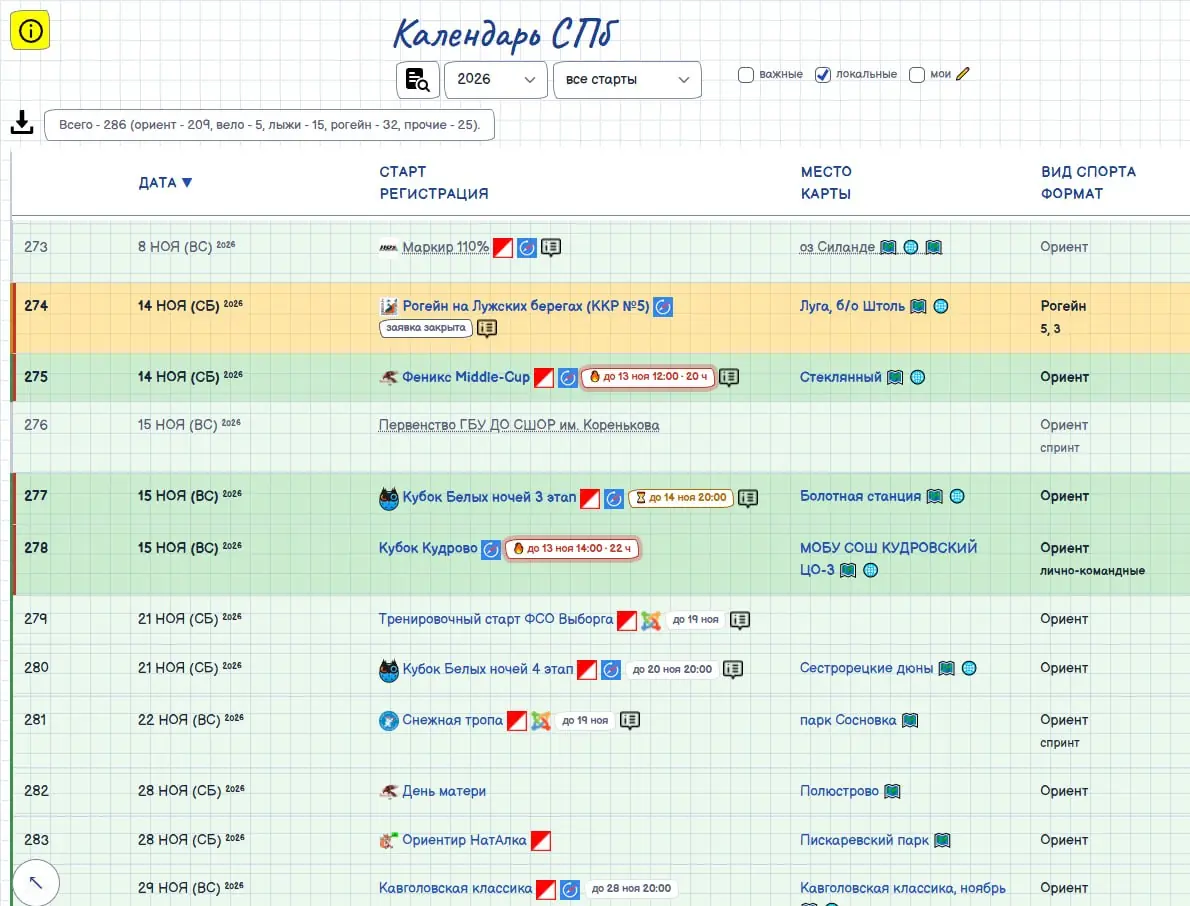 Календарь СПб
2026 все старты важные локальные мои
Всего - 286 (ориент - 209, вело - 5, лыжи - 15, рогейн - 32, прочие - 25).
ДАТА ▼ СТАРТ РЕГИСТРАЦИЯ МЕСТО КАРТЫ ВИД СПОРТА ФОРМАТ
273 8 НОЯ (ВС) 2026 Маркир 110% оз Силанде Ориент
274 14 НОЯ (СБ) 2026 Рогейн на Лужских берегах (ККР №5) Луга, б/о Штоль Рогейн
заявка закрыта 5, 3
275 14 НОЯ (СБ) 2026 Феникс Middle-Cup до 13 ноя 12:00 · 20 ч Стеклянный Ориент
276 15 НОЯ (ВС) 2026 Первенство ГБУ ДО СШОР им. Коренькова Ориент
спринт
277 15 НОЯ (ВС) 2026 Кубок Белых ночей 3 этап до 14 ноя 20:00 Болотная станция Ориент
278 15 НОЯ (ВС) 2026 Кубок Кудрово до 13 ноя 14:00 · 22 ч МОБУ СОШ КУДРОВСКИЙ Ориент
ЦО-3 лично-командные
279 21 НОЯ (СБ) 2026 Тренировочный старт ФСО Выборга до 19 ноя Ориент
280 21 НОЯ (СБ) 2026 Кубок Белых ночей 4 этап до 20 ноя 20:00 Сестрорецкие дюны Ориент
281 22 НОЯ (ВС) 2026 Снежная тропа до 19 ноя парк Сосновка Ориент
спринт
282 28 НОЯ (СБ) 2026 День матери Полюстрово Ориент
283 28 НОЯ (СБ) 2026 Ориентир НатАлка Пискаревский парк Ориент
29 НОЯ (ВС) 2026 Кавголовская классика до 28 ноя 20:00 Кавголовская классика, ноябрь Ориент